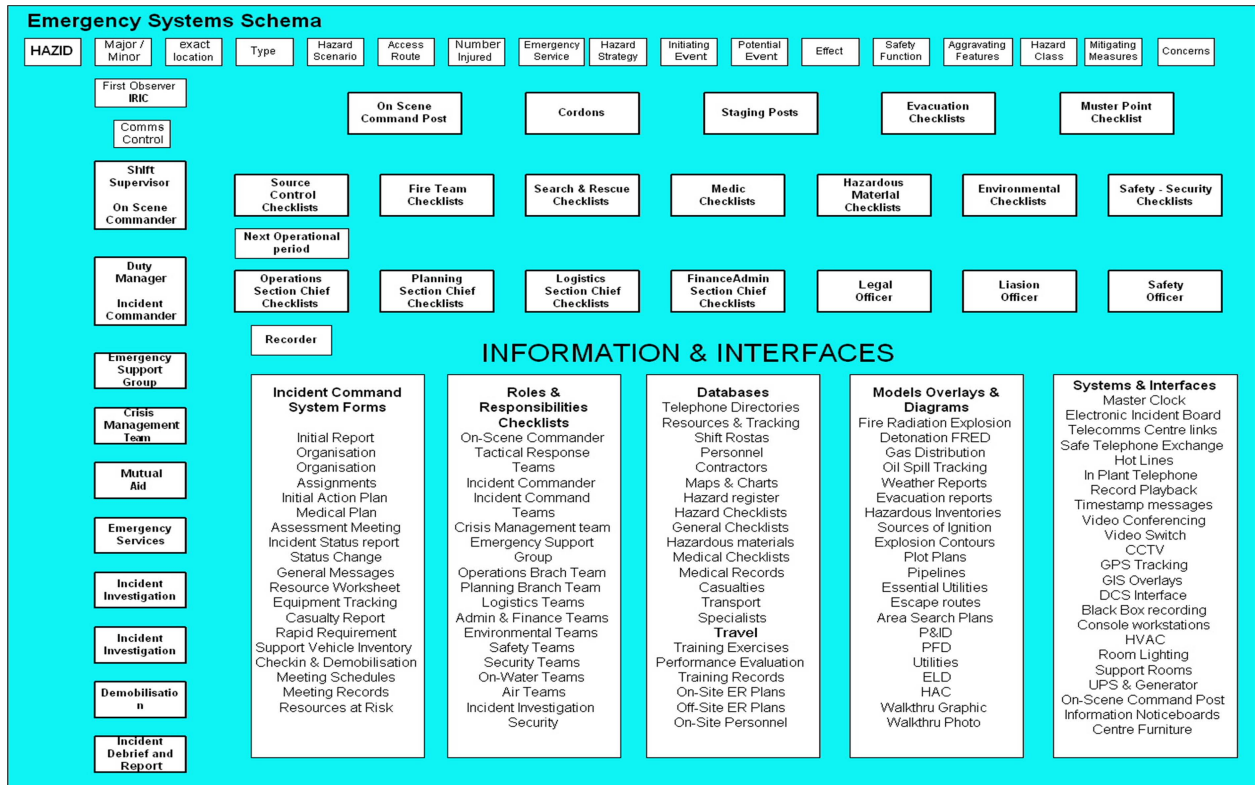 Emergency Systems Schema
HAZID
Major /
Minor
exact
location
Type
Hazard
Scenario
Access
Route
Number
Injured
Emergency
Service
Hazard
Strategy
Initiating
Event
Potential
Event
Effect
Safety
Function
Aggravating
Features
Hazard
Class
Mitigating
Measures
Concerns
First Observer
IRIC
On Scene
Command Post
Cordons
Staging Posts
Evacuation
Checklists
Muster Point
Checklist
Comms
Control
Shift
Supervisor
On Scene
Commander
Source
Control
Checklists
Fire Team
Checklists
Search & Rescue
Checklists
Medic
Checklists
Hazardous
Material
Checklists
Environmental
Checklists
Safety - Security
Checklists
Next Operational
period
Duty
Manager
Incident
Commander
Operations
Section Chief
Checklists
Planning
Section Chief
Checklists
Logistics
Section Chief
Checklists
FinanceAdmin
Section Chief
Checklists
Legal
Officer
Liasion
Officer
Safety
Officer
Recorder
Emergency
Support
Group
Crisis
Management
Team
Mutual
Aid
Emergency
Services
Incident
Investigation
Incident
Investigation
Demobilisatio
n
Incident
Debrief and
Report
INFORMATION & INTERFACES
Incident Command
System Forms
Initial Report
Organisation
Organisation
Assignments
Initial Action Plan
Medical Plan
Assessment Meeting
Incident Status report
Status Change
General Messages
Resource Worksheet
Equipment Tracking
Casualty Report
Rapid Requirement
Support Vehicle Inventory
Checkin & Demobilisation
Meeting Schedules
Meeting Records
Resources at Risk
Roles &
Responsibilities
Checklists
On-Scene Commander
Tactical Response
Teams
Incident Commander
Incident Command
Teams
Crisis Management team
Emergency Support
Group
Operations Brach Team
Planning Branch Team
Logistics Teams
Admin & Finance Teams
Environmental Teams
Safety Teams
Security Teams
On-Water Teams
Air Teams
Incident Investigation
Security
Databases
Telephone Directories
Resources & Tracking
Shift Rostas
Personnel
Contractors
Maps & Charts
Hazard register
Hazard Checklists
General Checklists
Hazardous materials
Medical Checklists
Medical Records
Casualties
Transport
Specialists
Travel
Training Exercises
Performance Evaluation
Training Records
On-Site ER Plans
Off-Site ER Plans
On-Site Personnel
Models Overlays &
Diagrams
Fire Radiation Explosion
Detonation FRED
Gas Distribution
Oil Spill Tracking
Weather Reports
Evacuation reports
Hazardous Inventories
Sources of Ignition
Explosion Contours
Plot Plans
Pipelines
Essential Utilities
Escape routes
Area Search Plans
P&ID
PFD
Utilities
ELD
HAC
Walkthru Graphic
Walkthru Photo
Systems & Interfaces
Master Clock
Electronic Incident Board
Telecomms Centre links
Safe Telephone Exchange
Hot Lines
In Plant Telephone
Record Playback
Timestamp messages
Video Conferencing
Video Switch
CCTV
GPS Tracking
GIS Overlays
DCS Interface
Black Box recording
Console workstations
HVAC
Room Lighting
Support Rooms
UPS & Generator
On-Scene Command Post
Information Noticeboards
Centre Furniture